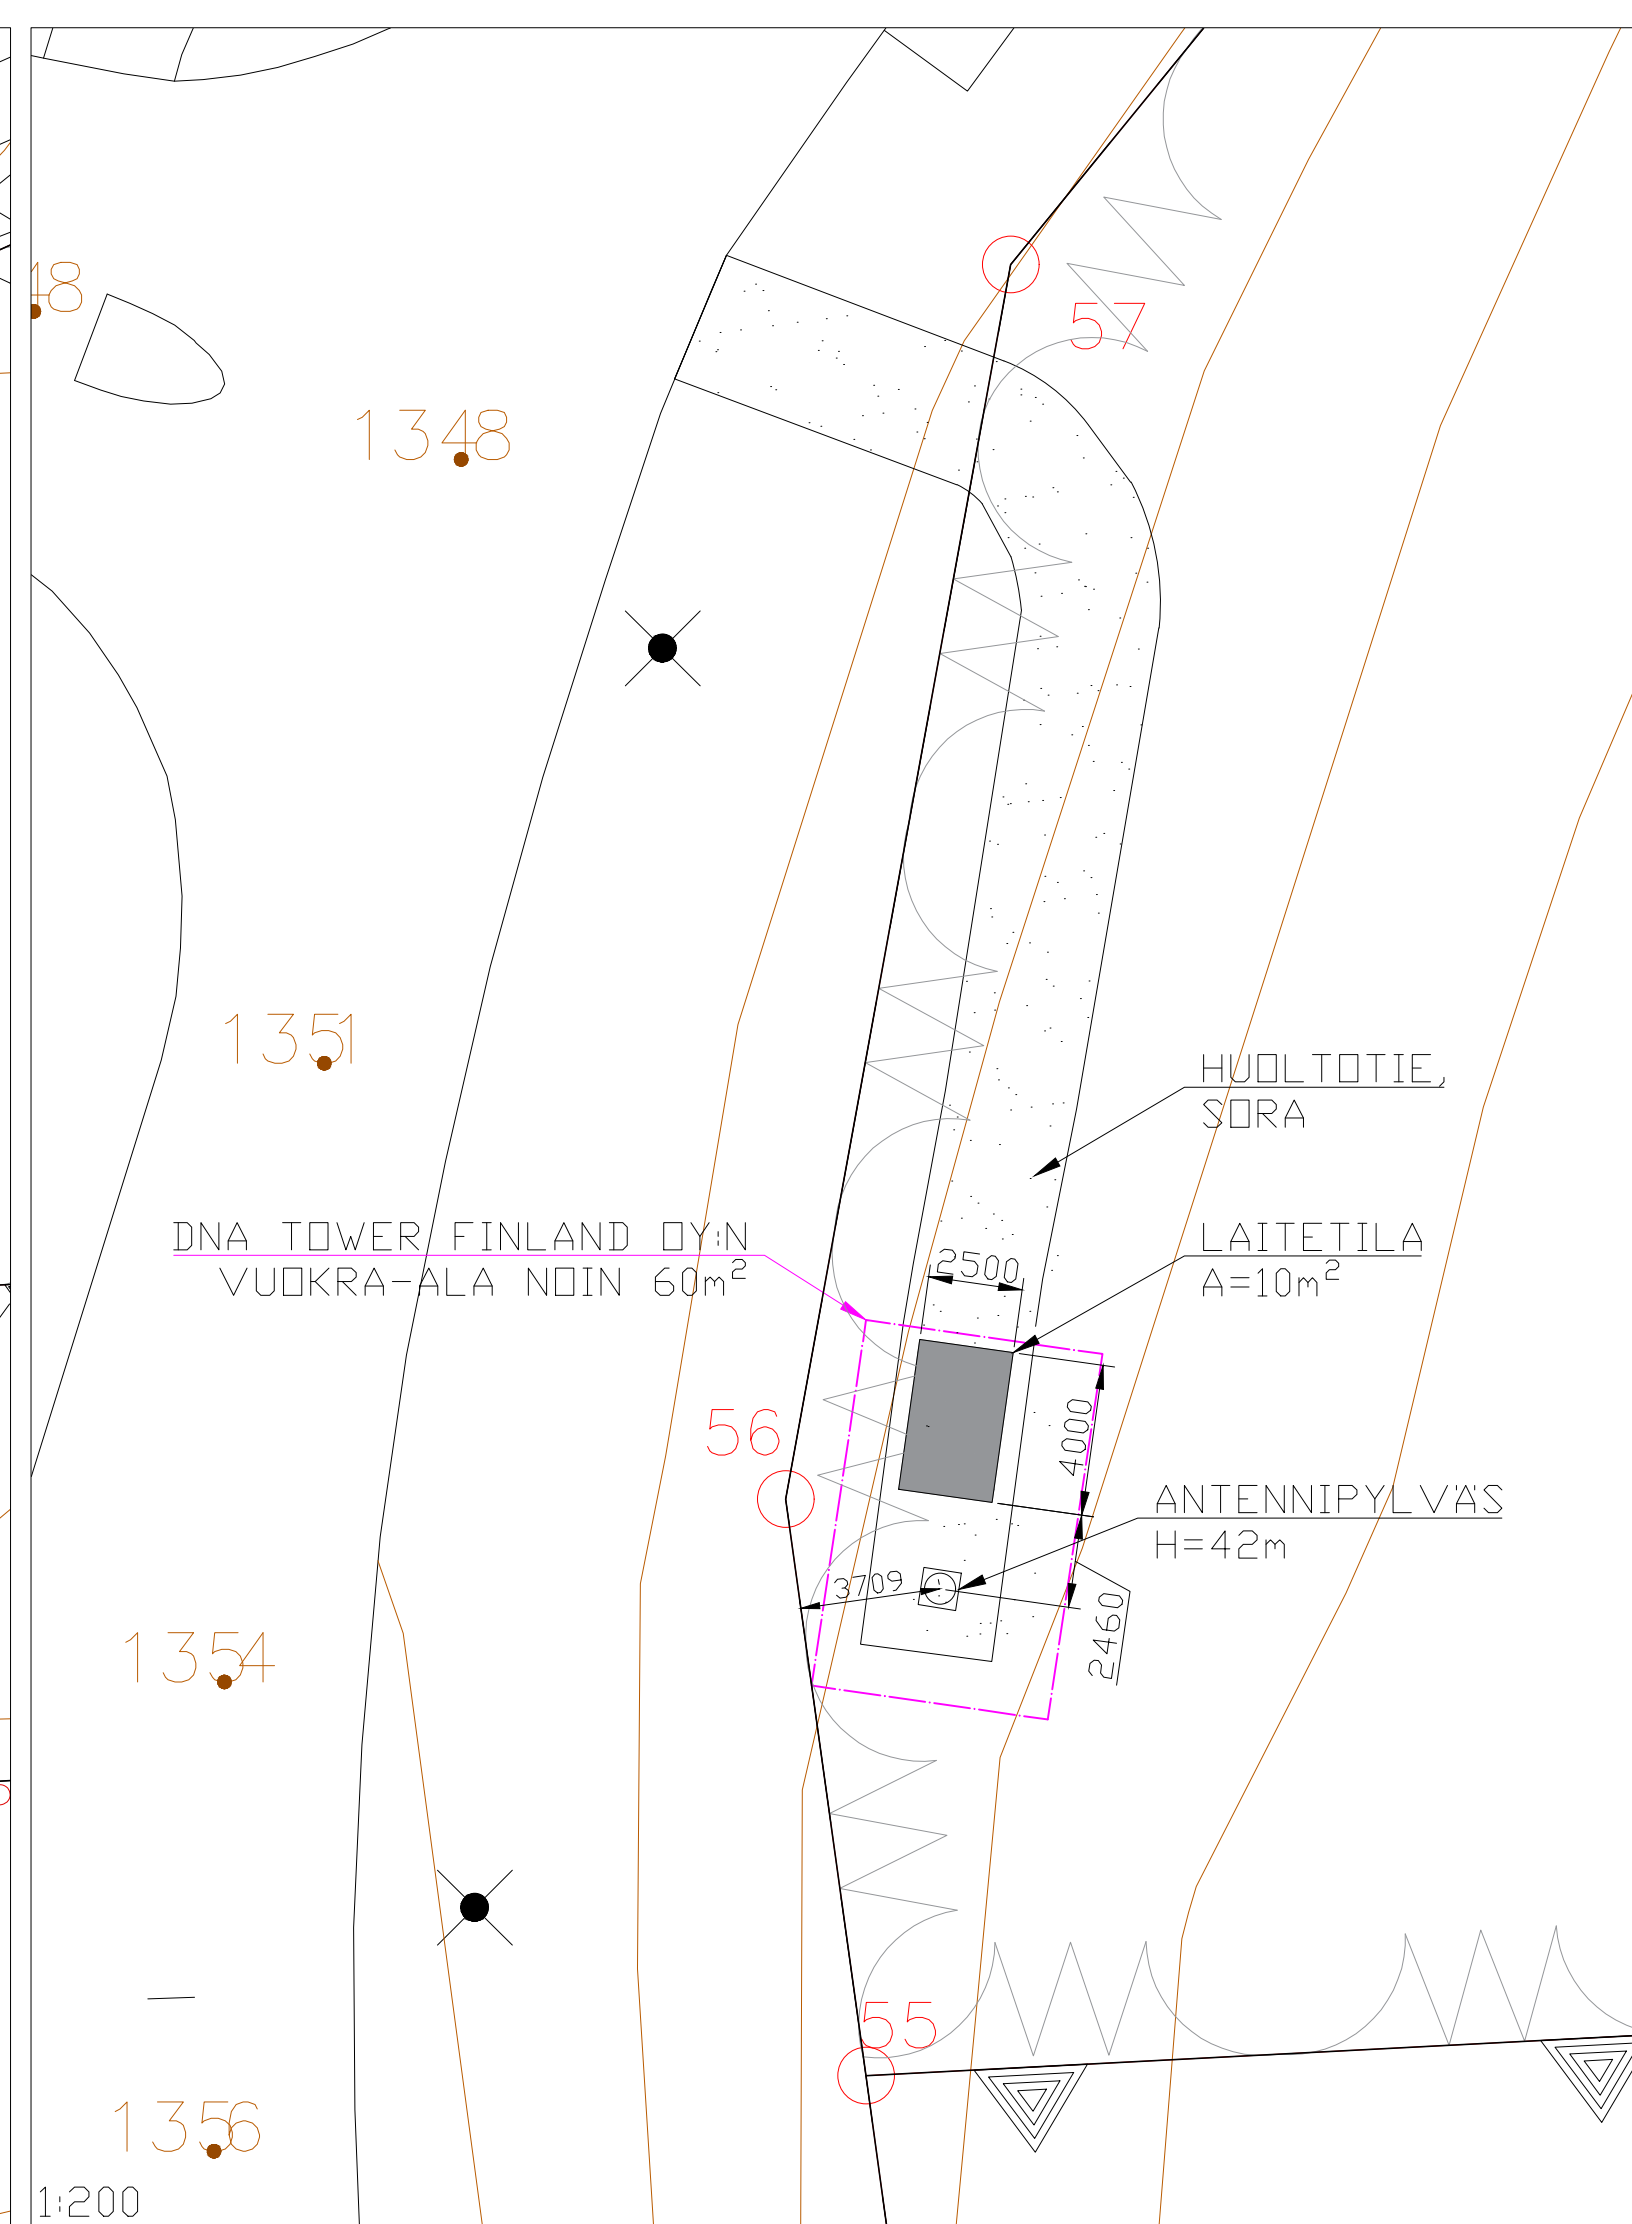 48
57
1348
1351
HUOLTOTIE,
SORA
DNA TOWER FINLAND OY:N
VUOKRA-ALA NOIN 60m²
LAITETILA
A=10m²
2500
4000
56
ANTENNIPYLVÄS
H=42m
3709
2460
1354
55
1356
1:200